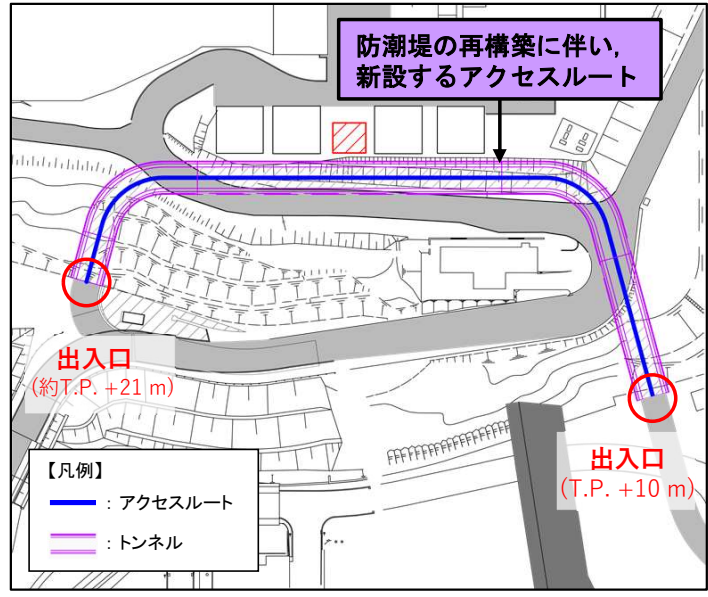 防潮堤の再構築に伴い,
新設するアクセスルート
出入口
(約T.P. +21 m)
出入口
(T.P. +10 m)
【凡例】
：アクセスルート
：トンネル